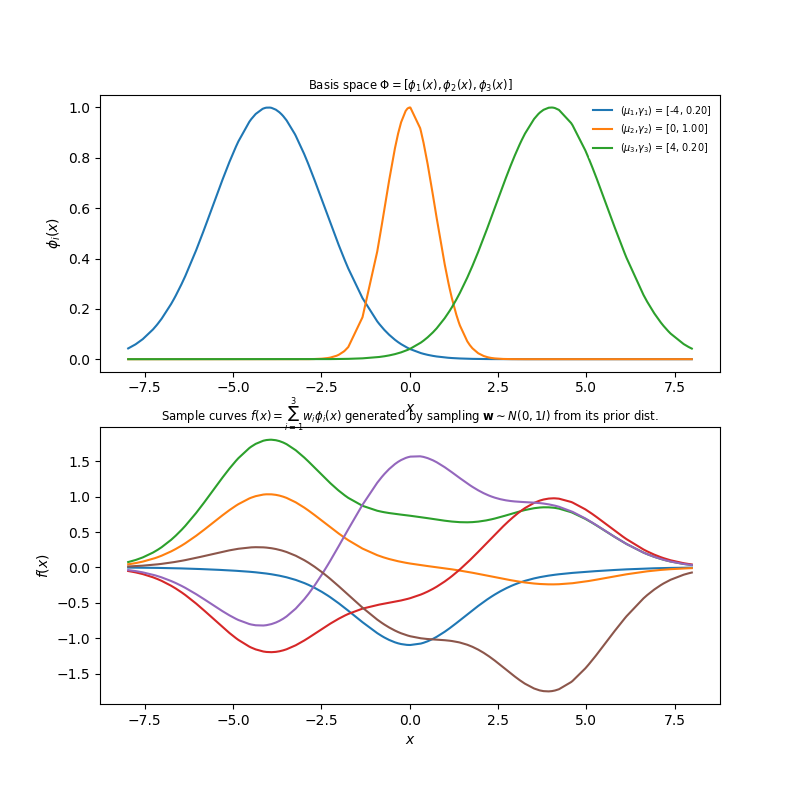 Basis space Φ = [ϕ₁(x), ϕ₂(x), ϕ₃(x)]
1.0
0.8
0.6
0.4
0.2
0.0
ϕᵢ(x)
(μ₁,γ₁) = [-4, 0.20]
(μ₂,γ₂) = [0, 1.00]
(μ₃,γ₃) = [4, 0.20]
−7.5 −5.0 −2.5 0.0 2.5 5.0 7.5
x
Sample curves f(x) = ∑³ᵢ₌₁ wᵢϕᵢ(x) generated by sampling w ∼ N(0, 1I) from its prior dist.
1.5
1.0
0.5
0.0
−0.5
−1.0
−1.5
f(x)
−7.5 −5.0 −2.5 0.0 2.5 5.0 7.5
x